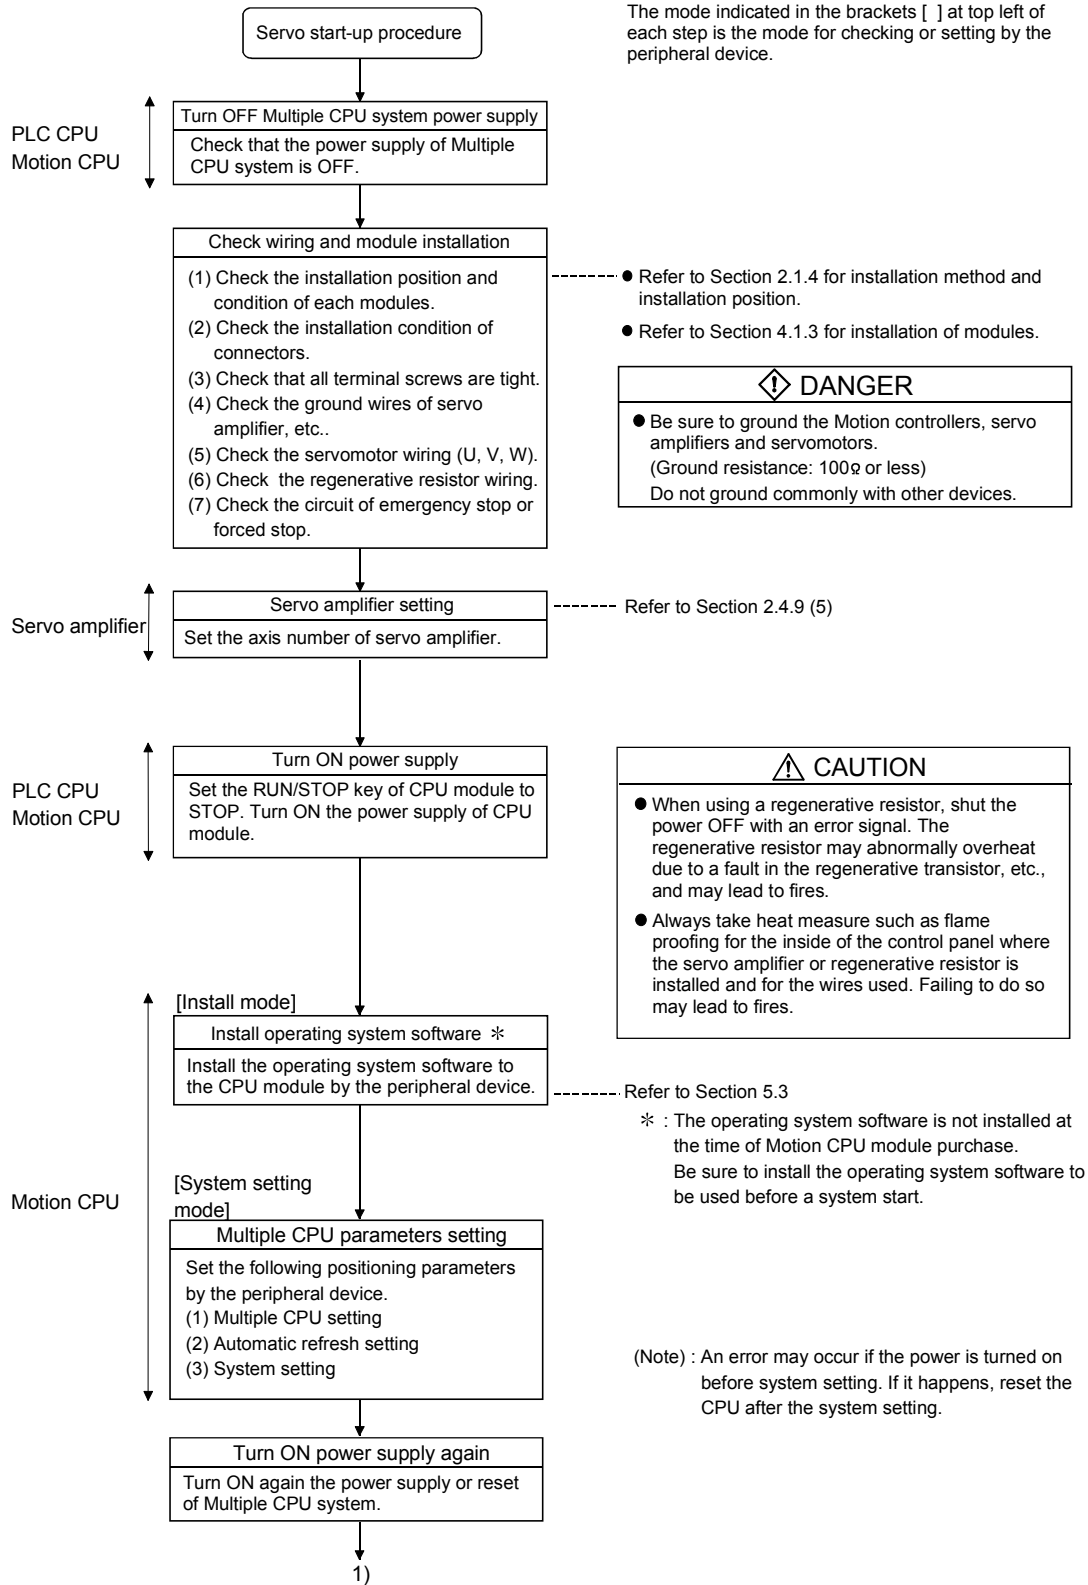 Servo start-up procedure
The mode indicated in the brackets [ ] at top left of
each step is the mode for checking or setting by the
peripheral device.
PLC CPU
Motion CPU
Turn OFF Multiple CPU system power supply
Check that the power supply of Multiple
CPU system is OFF.
Check wiring and module installation
(1) Check the installation position and
condition of each modules.
(2) Check the installation condition of
connectors.
(3) Check that all terminal screws are tight.
(4) Check the ground wires of servo
amplifier, etc..
(5) Check the servomotor wiring (U, V, W).
(6) Check the regenerative resistor wiring.
(7) Check the circuit of emergency stop or
forced stop.
● Refer to Section 2.1.4 for installation method and
installation position.
● Refer to Section 4.1.3 for installation of modules.
DANGER
● Be sure to ground the Motion controllers, servo
amplifiers and servomotors.
(Ground resistance: 100Ω or less)
Do not ground commonly with other devices.
Servo amplifier
Servo amplifier setting
Set the axis number of servo amplifier.
Refer to Section 2.4.9 (5)
PLC CPU
Motion CPU
Turn ON power supply
Set the RUN/STOP key of CPU module to
STOP. Turn ON the power supply of CPU
module.
CAUTION
● When using a regenerative resistor, shut the
power OFF with an error signal. The
regenerative resistor may abnormally overheat
due to a fault in the regenerative transistor, etc.,
and may lead to fires.
● Always take heat measure such as flame
proofing for the inside of the control panel where
the servo amplifier or regenerative resistor is
installed and for the wires used. Failing to do so
may lead to fires.
Motion CPU
[Install mode]
Install operating system software ＊
Install the operating system software to
the CPU module by the peripheral device.
Refer to Section 5.3
＊ : The operating system software is not installed at
the time of Motion CPU module purchase.
Be sure to install the operating system software to
be used before a system start.
[System setting
mode]
Multiple CPU parameters setting
Set the following positioning parameters
by the peripheral device.
(1) Multiple CPU setting
(2) Automatic refresh setting
(3) System setting
(Note) : An error may occur if the power is turned on
before system setting. If it happens, reset the
CPU after the system setting.
Turn ON power supply again
Turn ON again the power supply or reset
of Multiple CPU system.
1)